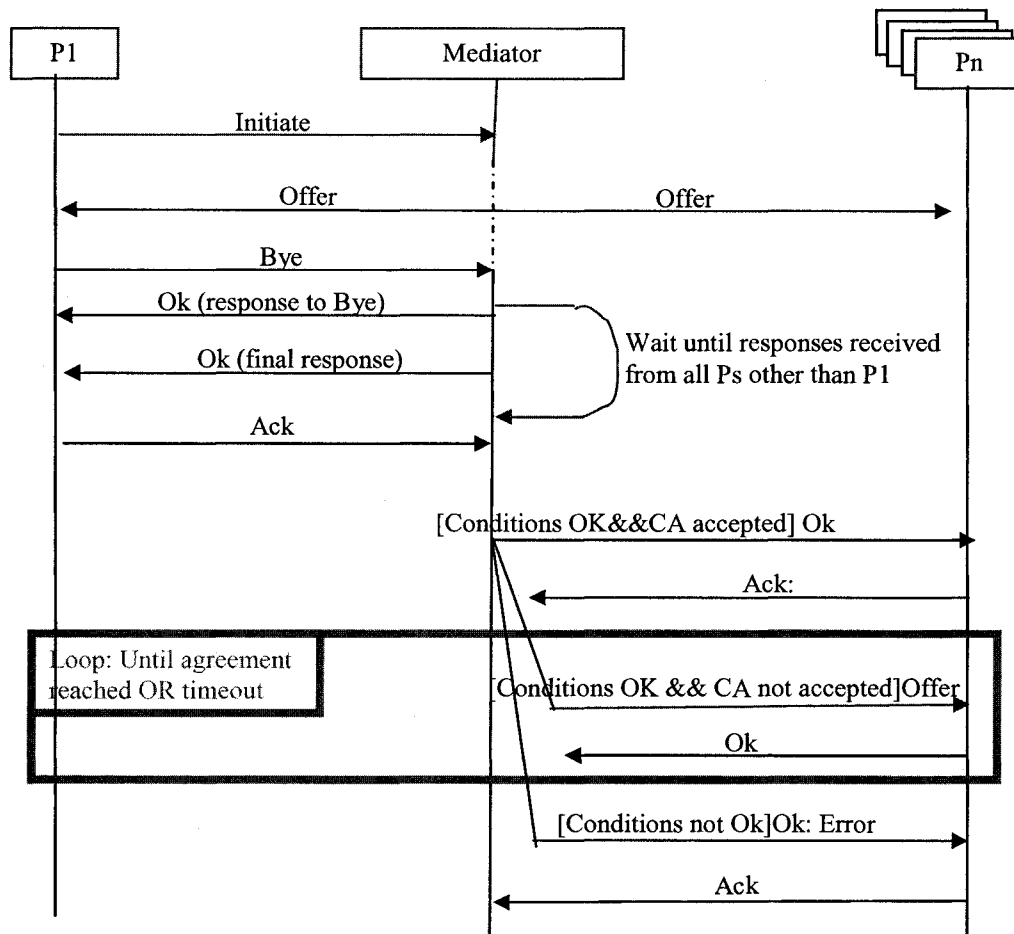 P1
Mediator
Pn
Initiate
Offer
Offer
Bye
Ok (response to Bye)
Wait until responses received
from all Ps other than P1
Ok (final response)
Ack
[Conditions OK&&CA accepted] Ok
Ack:
Loop: Until agreement
reached OR timeout
[Conditions OK && CA not accepted]Offer
Ok
[Conditions not Ok]Ok: Error
Ack